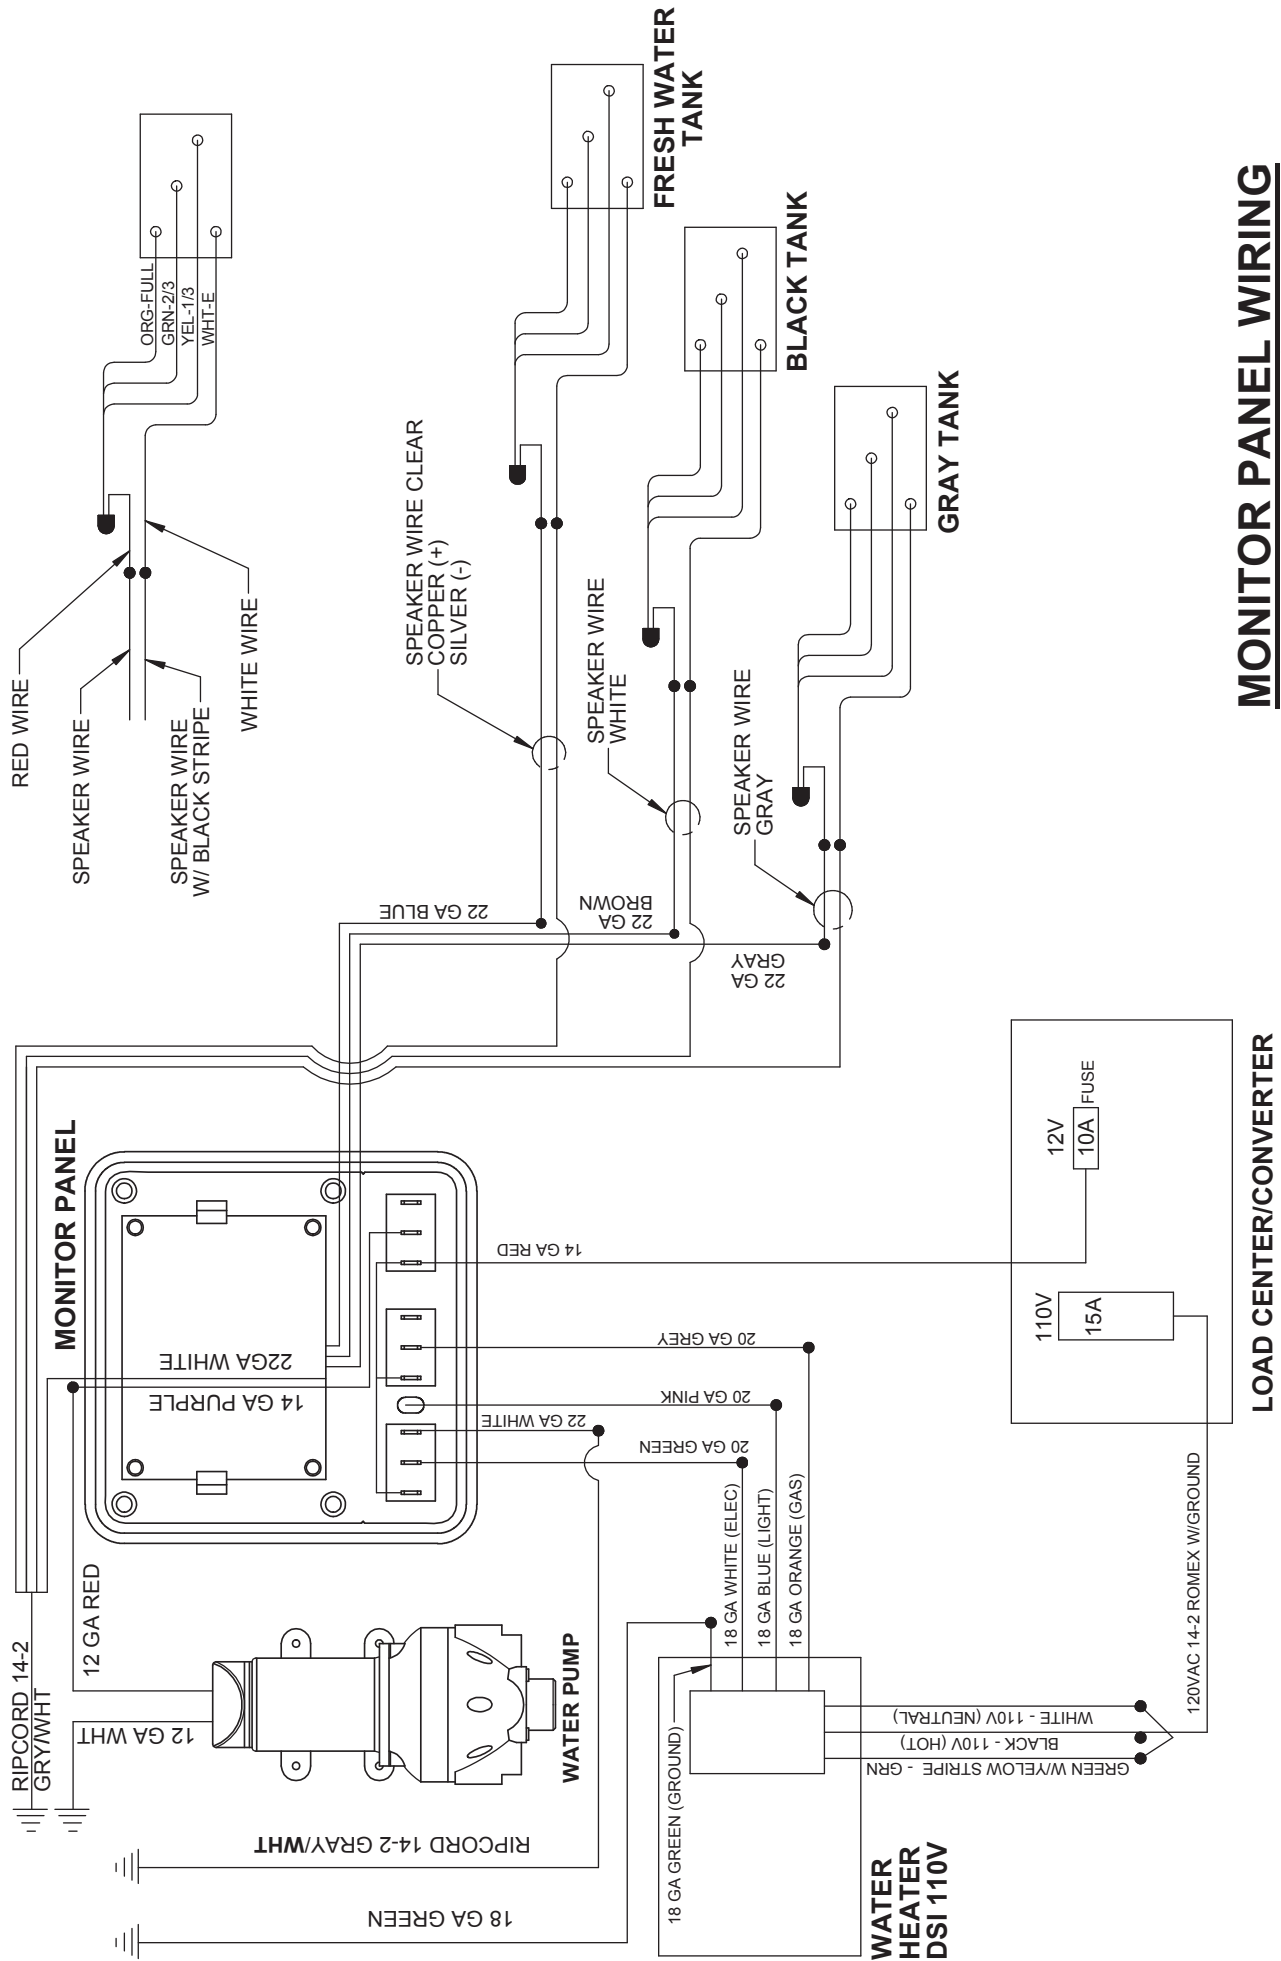 MONITOR PANEL WIRING
RED WIRE
SPEAKER WIRE
SPEAKER WIRE
W/ BLACK STRIPE
WHITE WIRE
ORG-FULL
GRN-2/3
YEL-1/3
WHT-E
SPEAKER WIRE CLEAR
COPPER (+)
SILVER (-)
FRESH WATER
TANK
SPEAKER WIRE
WHITE
BLACK TANK
SPEAKER WIRE
GRAY
GRAY TANK
22 GA BLUE
22 GA
BROWN
22 GA
GRAY
MONITOR PANEL
22GA WHITE
14 GA PURPLE
14 GA RED
20 GA GREY
20 GA PINK
22 GA WHITE
20 GA GREEN
RIPCORD 14-2
GRY/WHT
12 GA RED
12 GA WHT
WATER PUMP
RIPCORD 14-2 GRAY/WHT
18 GA GREEN
18 GA GREEN (GROUND)
18 GA WHITE (ELEC)
18 GA BLUE (LIGHT)
18 GA ORANGE (GAS)
WATER
HEATER
DSI 110V
WHITE - 110V (NEUTRAL)
BLACK - 110V (HOT)
GREEN W/YELLOW STRIPE - GRN
120VAC 14-2 ROMEX W/GROUND
110V
15A
12V
10A
FUSE
LOAD CENTER/CONVERTER